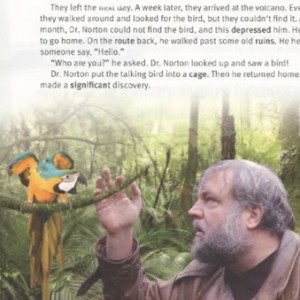 They left the next day. A week later, they arrived at the volcano. Eve
they walked around and looked for the bird, but they couldn't find it.
month, Dr. Norton could not find the bird, and this depressed him. He
to go home. On the route back, he walked past some old ruins. He he
someone say, "Hello."
"Who are you?" he asked. Dr. Norton looked up and saw a bird!
Dr. Norton put the talking bird into a cage. Then he returned home.
made a significant discovery.